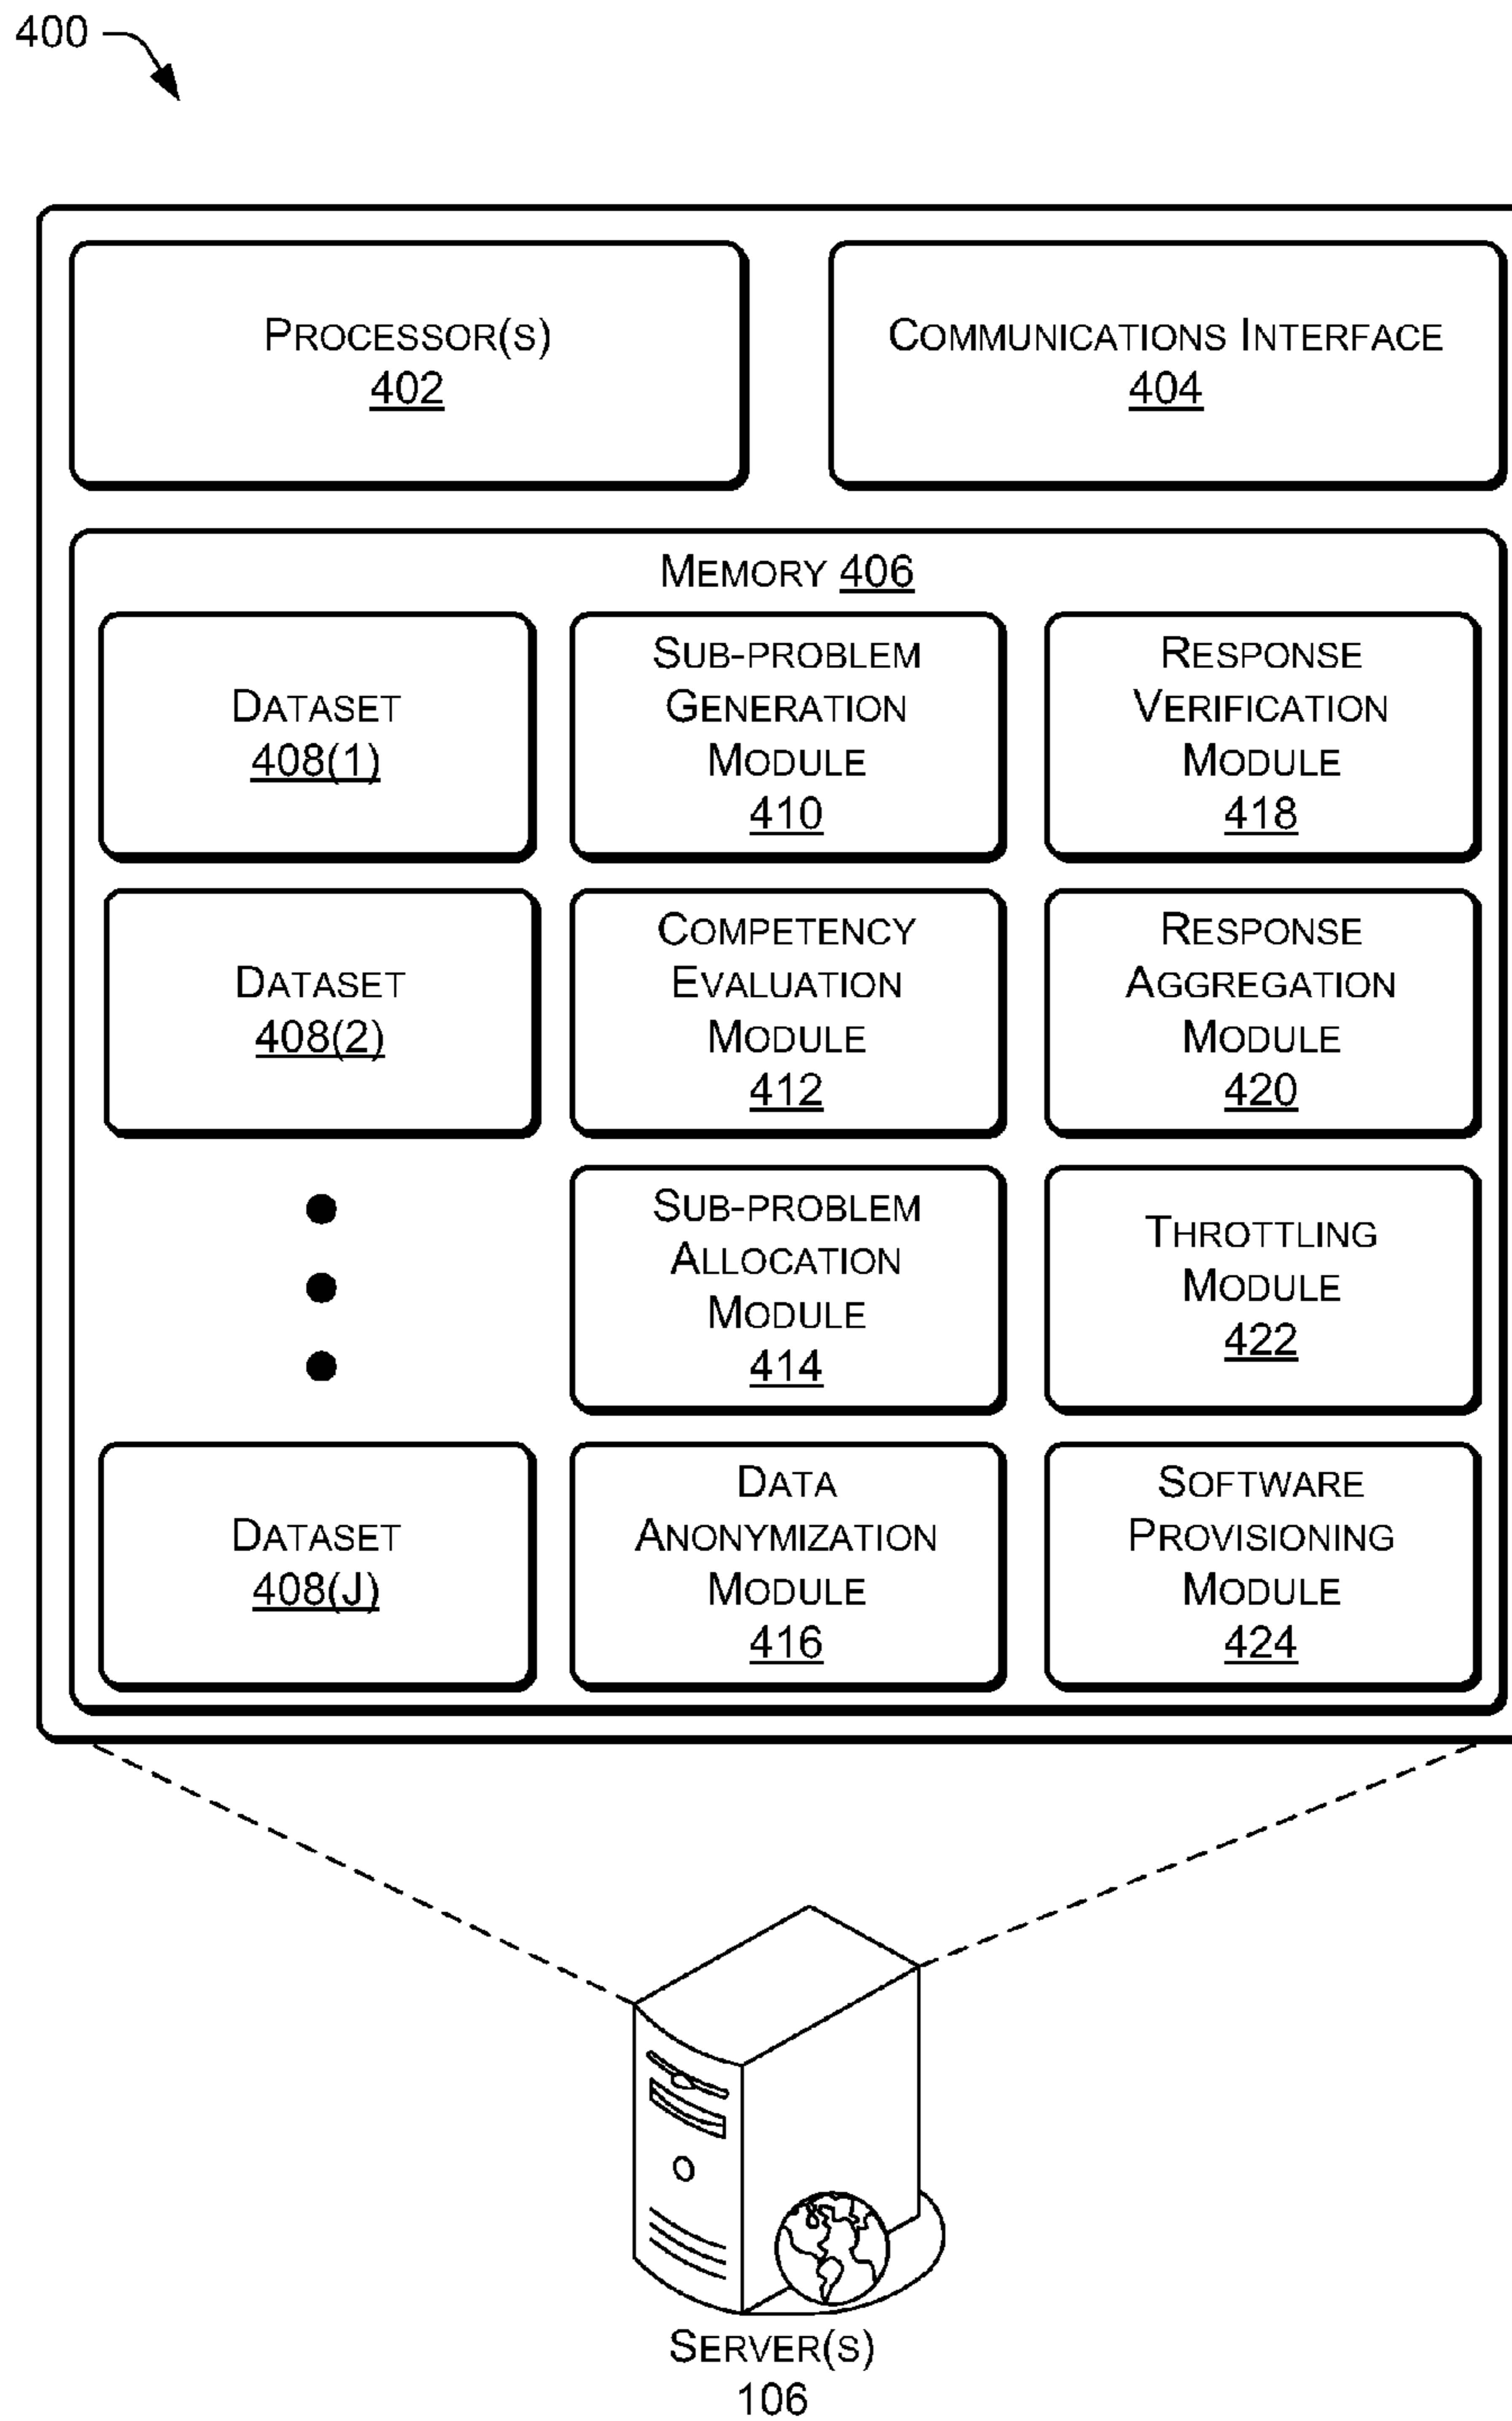 400
PROCESSOR(S)
402
COMMUNICATIONS INTERFACE
404
MEMORY 406
DATASET
408(1)
SUB-PROBLEM
GENERATION
MODULE
410
RESPONSE
VERIFICATION
MODULE
418
DATASET
408(2)
COMPETENCY
EVALUATION
MODULE
412
RESPONSE
AGGREGATION
MODULE
420
SUB-PROBLEM
ALLOCATION
MODULE
414
THROTTLING
MODULE
422
DATASET
408(J)
DATA
ANONYMIZATION
MODULE
416
SOFTWARE
PROVISIONING
MODULE
424
SERVER(S)
106